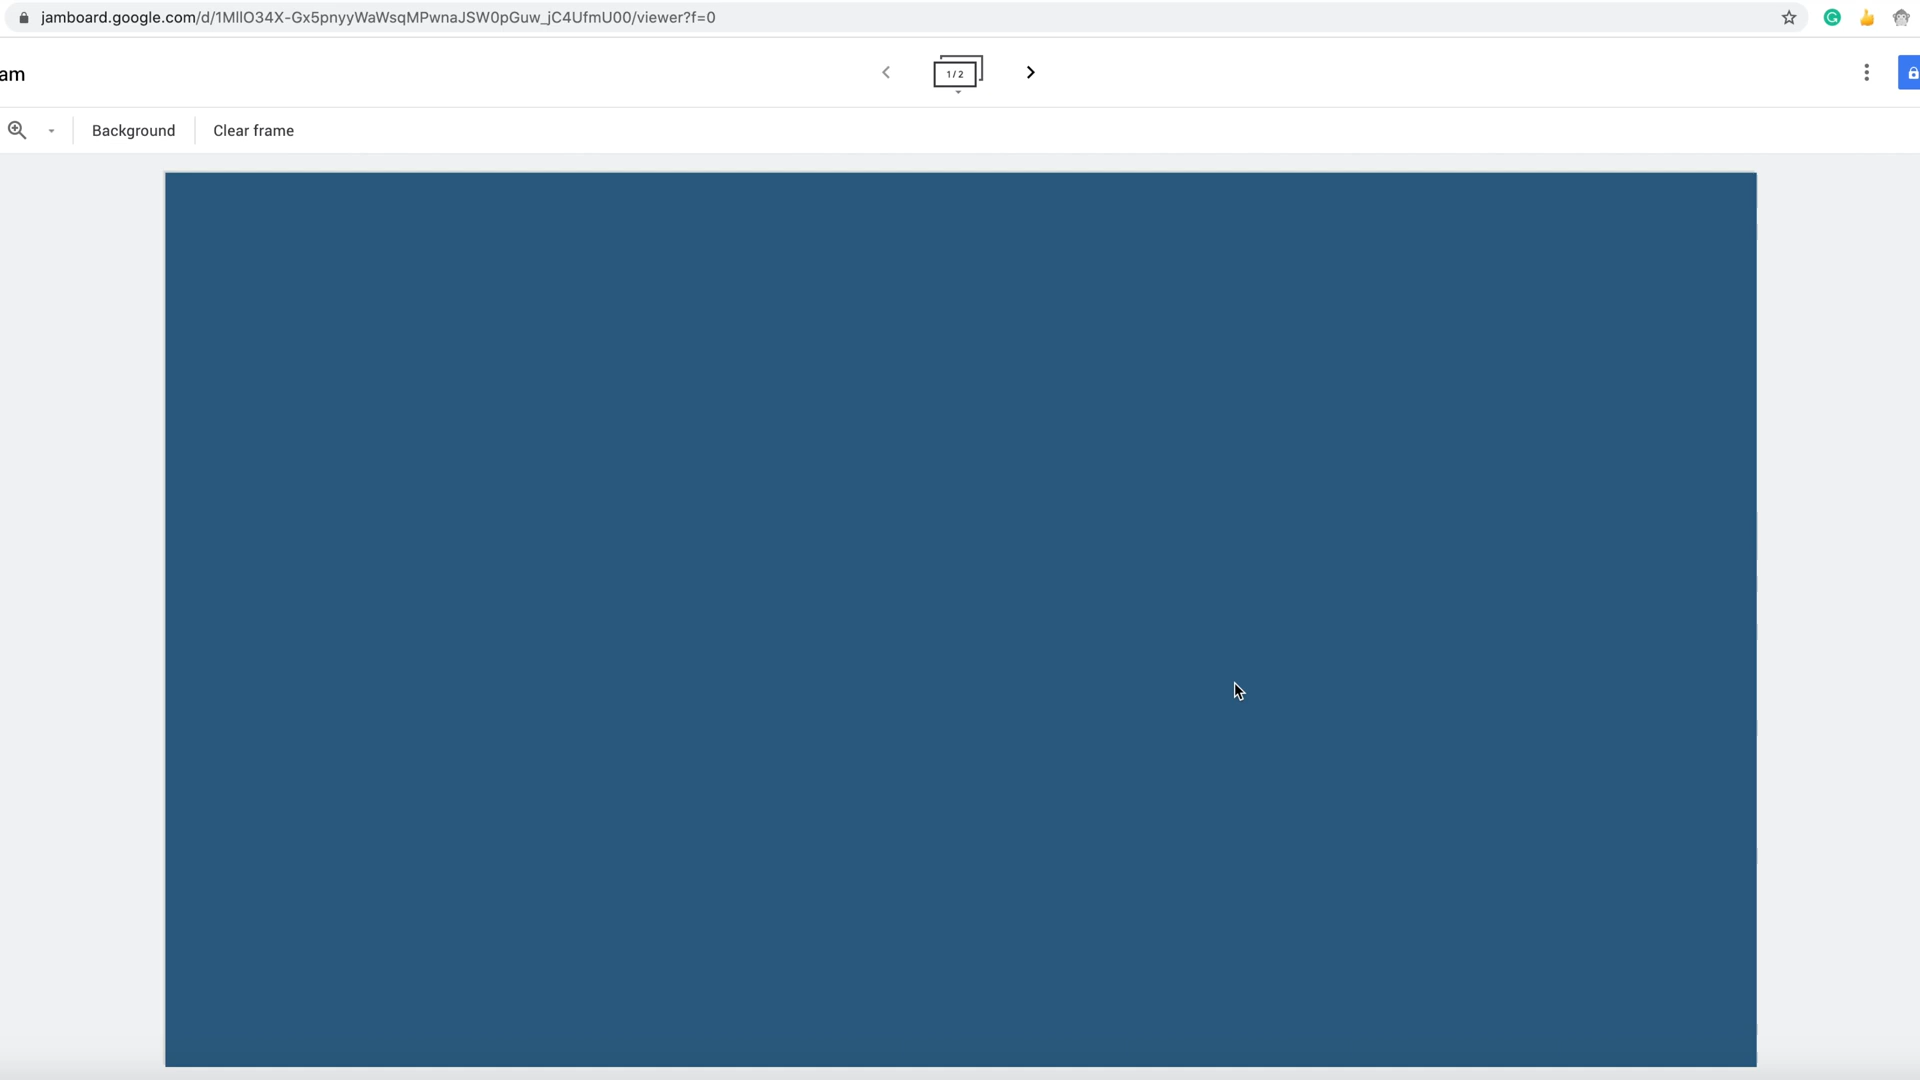 jamboard.google.com/d/1MllO34X-Gx5pnyyWaWsqMPwnaJSW0pGuw_jC4UfmU00/viewer?f=0
am
1/2
Background
Clear frame